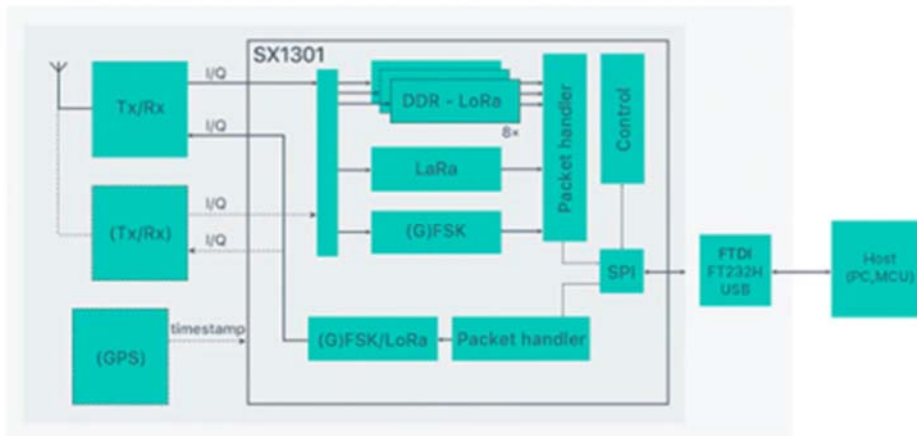 SX1301
I/Q
Tx/Rx
I/Q
DDR - LoRa
8×
LaRa
(G)FSK
Packet handler
Control
I/Q
(Tx/Rx)
I/Q
SPI
FTDI
FT232H
USB
Host
(PC,MCU)
timestamp
(GPS)
(G)FSK/LoRa
Packet handler